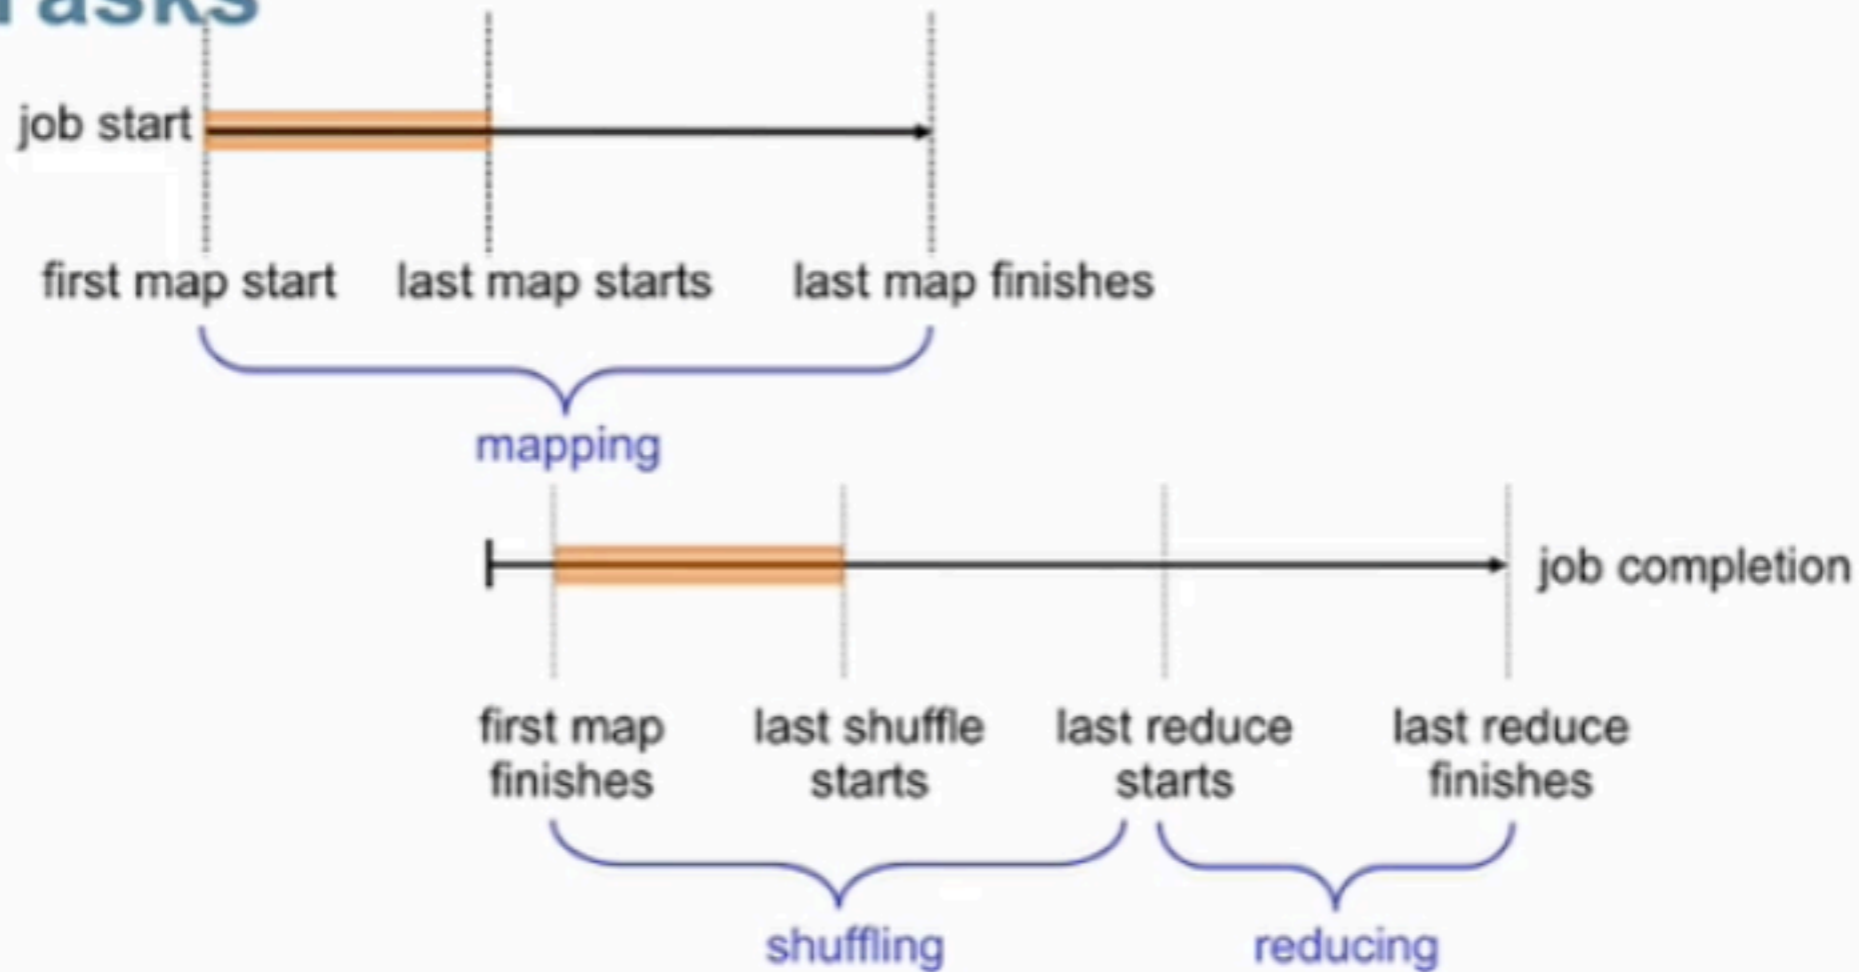 Tasks
job start
first map start last map starts last map finishes
mapping
job completion
first map last shuffle last reduce last reduce
finishes starts starts finishes
shuffling reducing